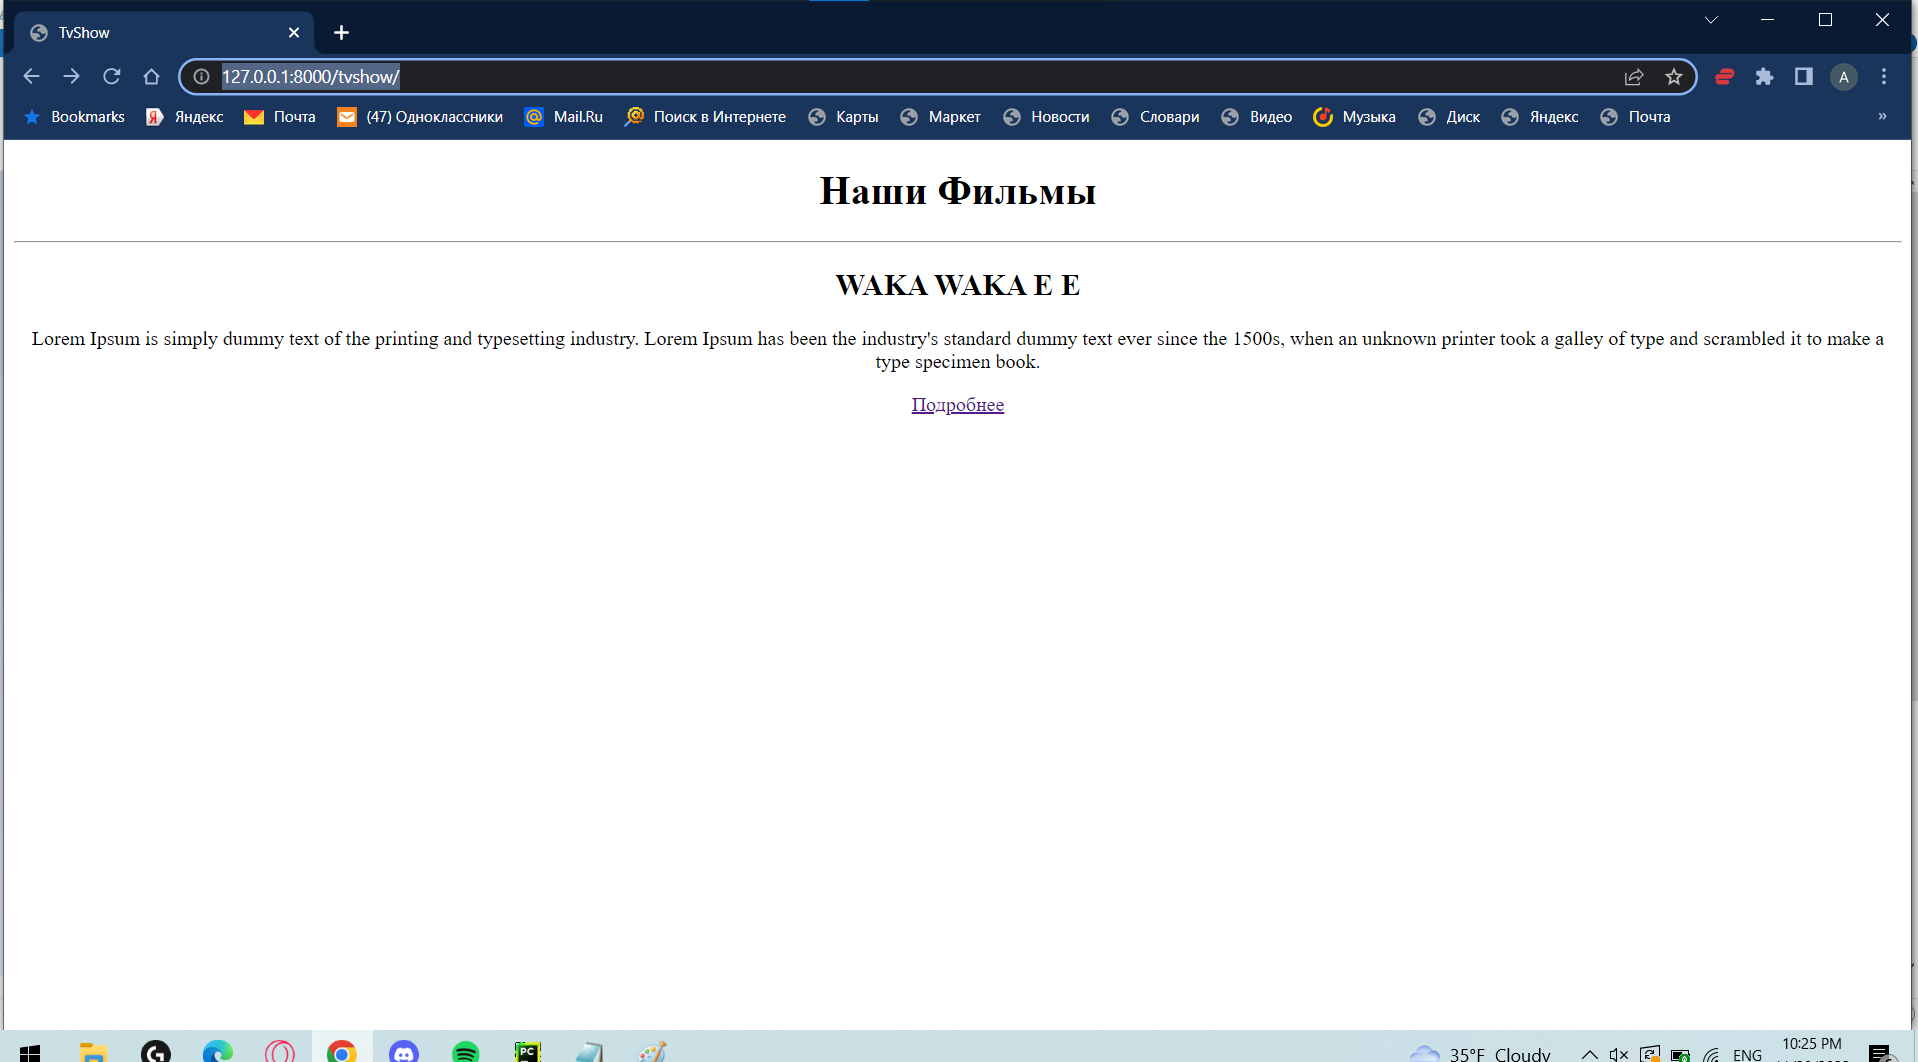 TvShow
127.0.0.1:8000/tvshow/
A
Bookmarks Яндекс Почта (47) Одноклассники Mail.Ru Поиск в Интернете Карты Маркет Новости Словари Видео Музыка Диск Яндекс Почта »
Наши Фильмы
WAKA WAKA E E
Lorem Ipsum is simply dummy text of the printing and typesetting industry. Lorem Ipsum has been the industry's standard dummy text ever since the 1500s, when an unknown printer took a galley of type and scrambled it to make a
type specimen book.
Подробнее
35°F Cloudy ENG 10:25 PM